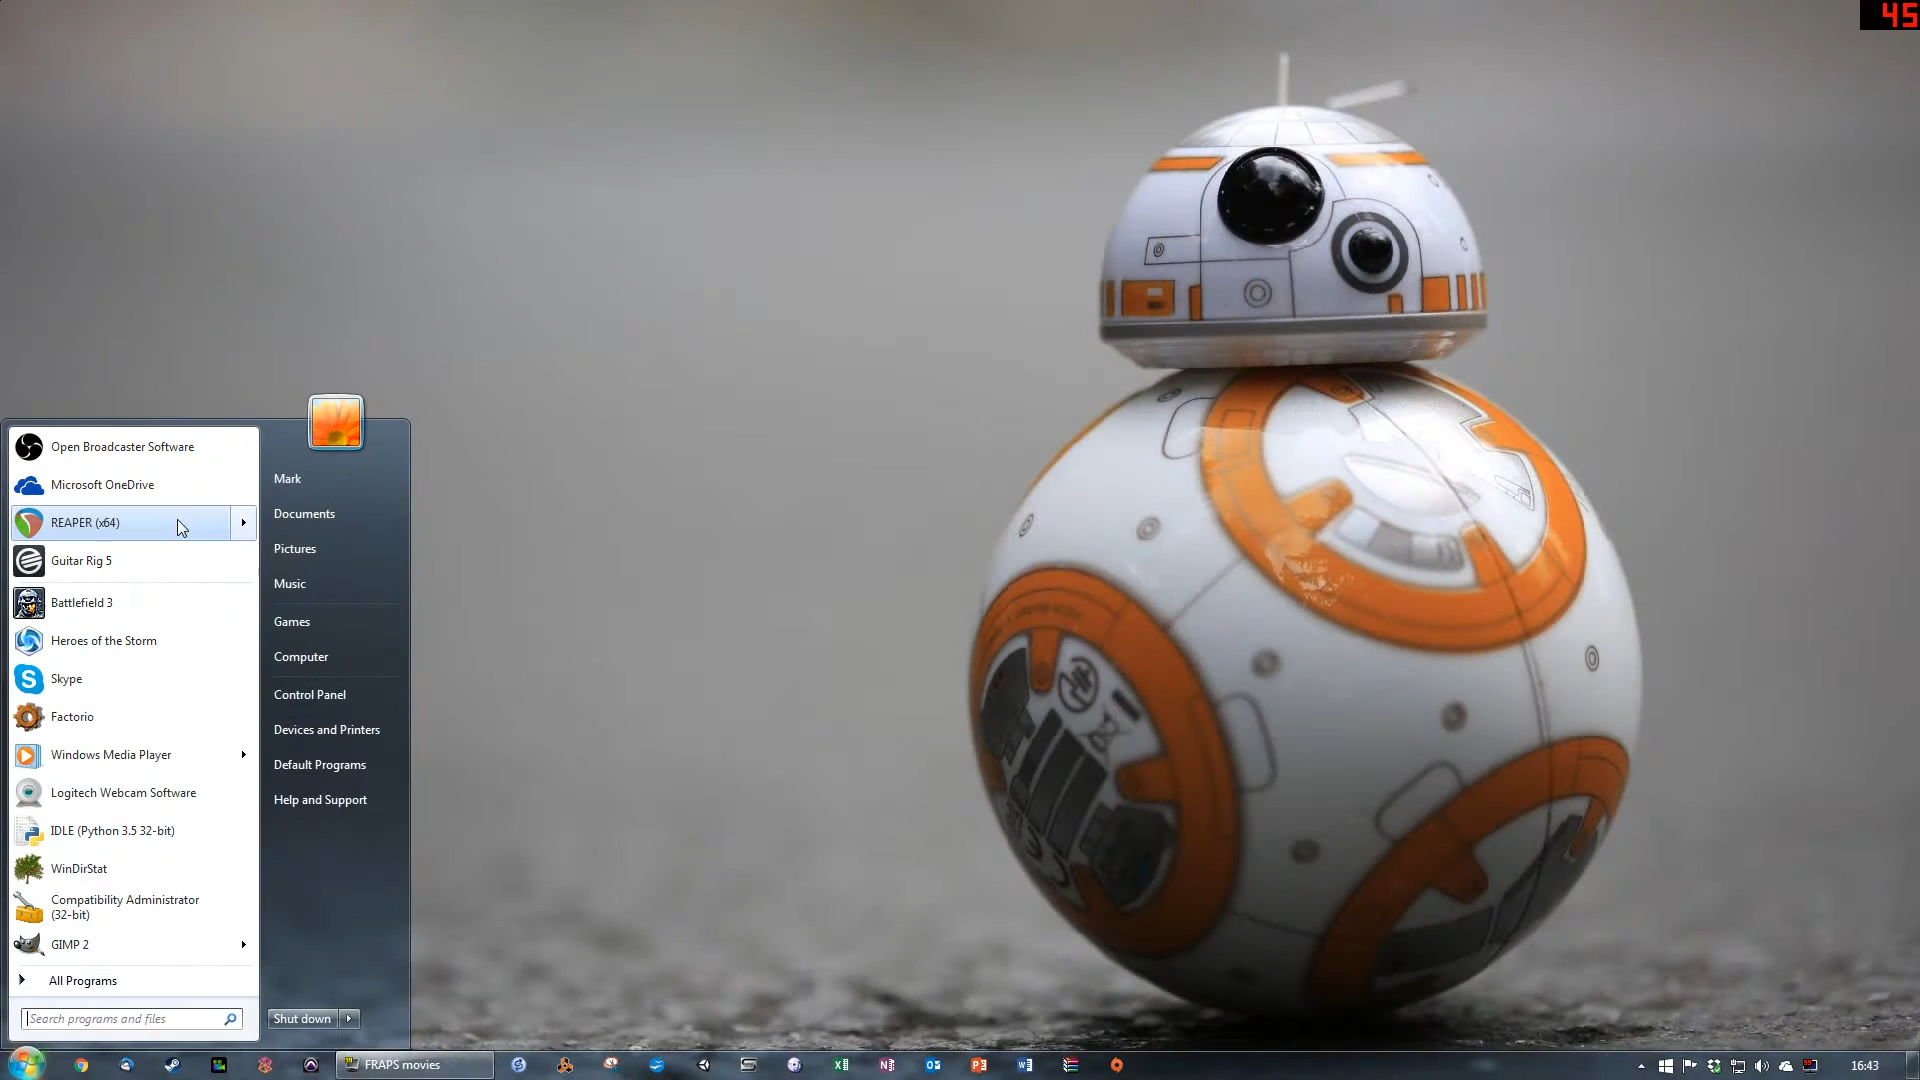 45
Open Broadcaster Software
Microsoft OneDrive
REAPER (x64)
Guitar Rig 5
Battlefield 3
Heroes of the Storm
Skype
Factorio
Windows Media Player
Logitech Webcam Software
IDLE (Python 3.5 32-bit)
WinDirStat
Compatibility Administrator
(32-bit)
GIMP 2
All Programs
Search programs and files
Mark
Documents
Pictures
Music
Games
Computer
Control Panel
Devices and Printers
Default Programs
Help and Support
Shut down
FRAPS movies
16:43